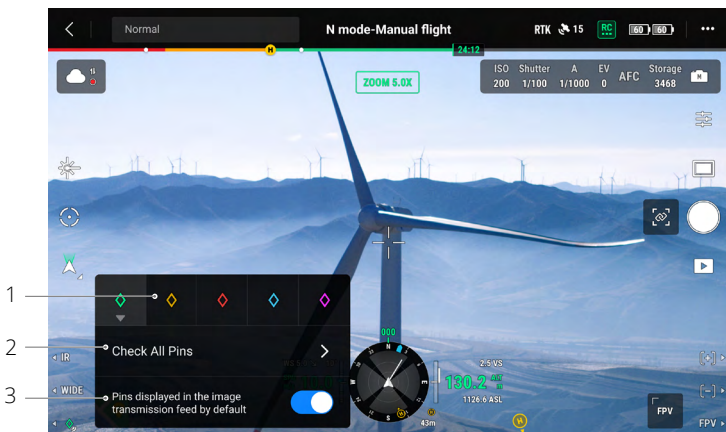 Normal
N mode-Manual flight
RTK
15
RC
60
60
H
24:12
ZOOM 5.0X
ISO Shutter A EV AFC Storage
200 1/100 1/1000 0 3468
M
1
2 Check All Pins
3 Pins displayed in the image
transmission feed by default
IR
WIDE
000
N
E
S
W
H
43m
2.5 VS
130.2 ALT
1126.6 ASL
H
FPV
FPV